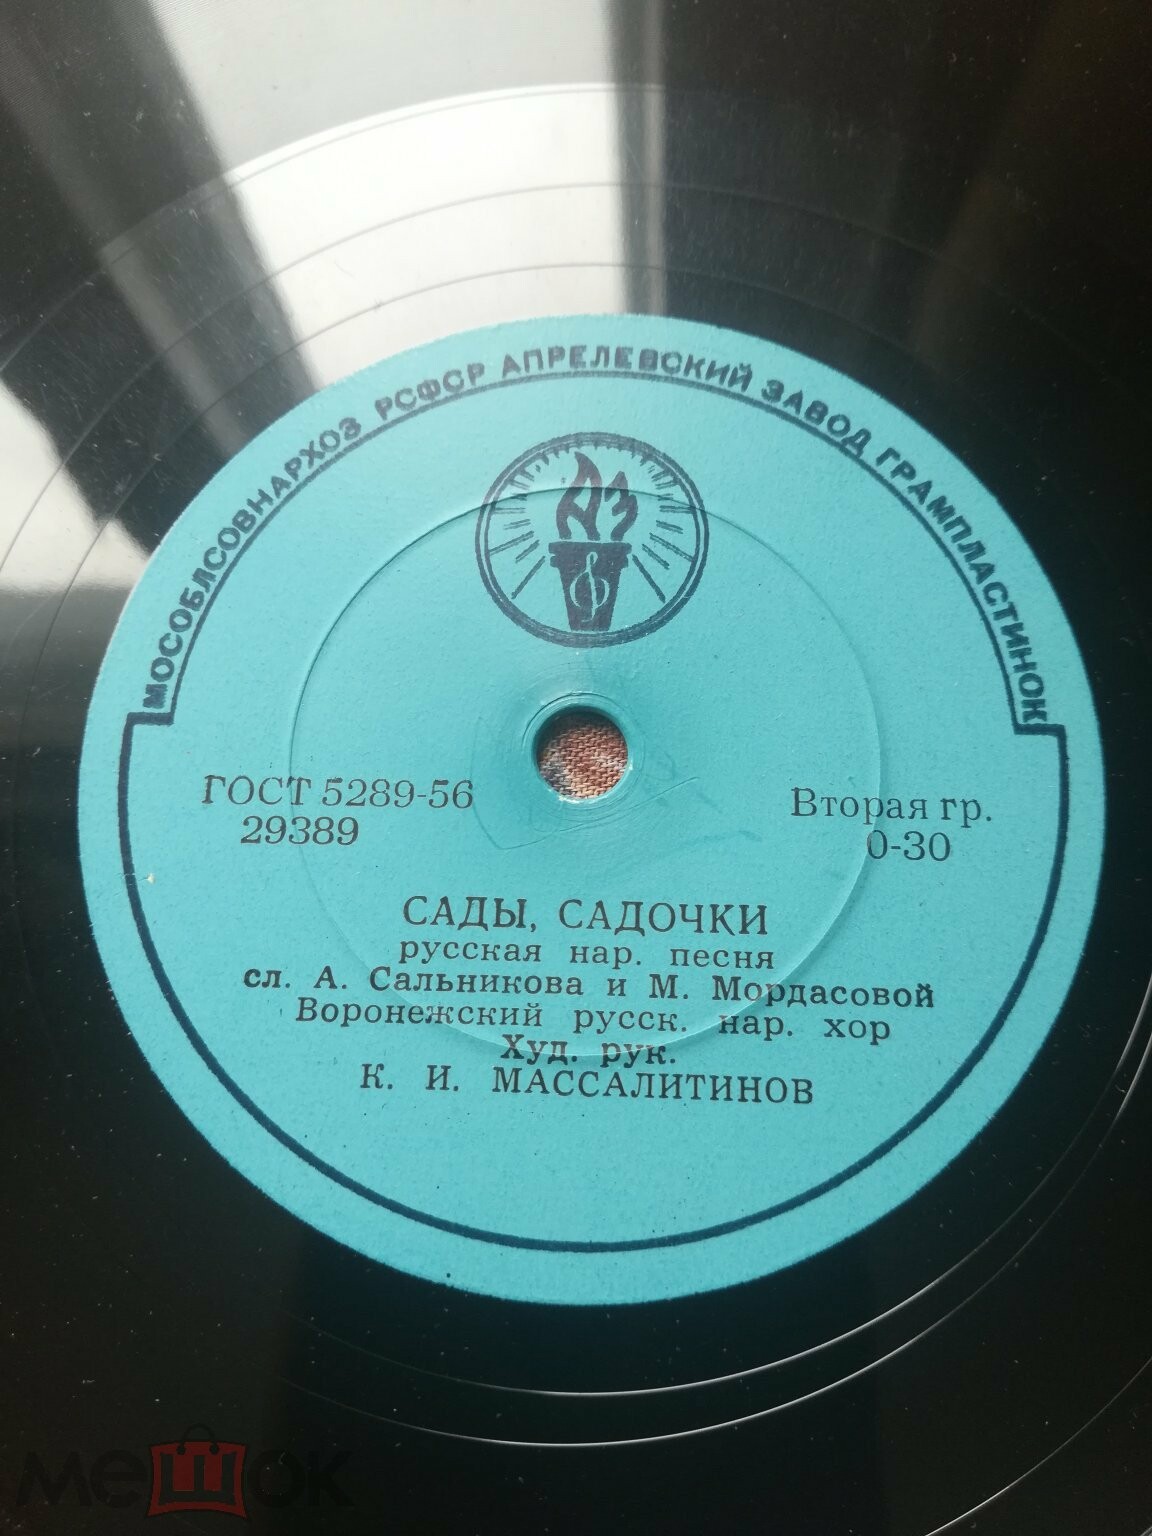 МОСОБЛСОВНАРХОЗ РСФСР АПРЕЛЕВСКИЙ ЗАВОД ГРАМПЛАСТИНОК
ГОСТ 5289-56
29389
Вторая гр.
0-30
САДЫ, САДОЧКИ
русская нар. песня
сл. А. Сальникова и М. Мордасовой
Воронежский русск. нар. хор
Худ. рук.
К. И. МАССАЛИТИНОВ
мешок